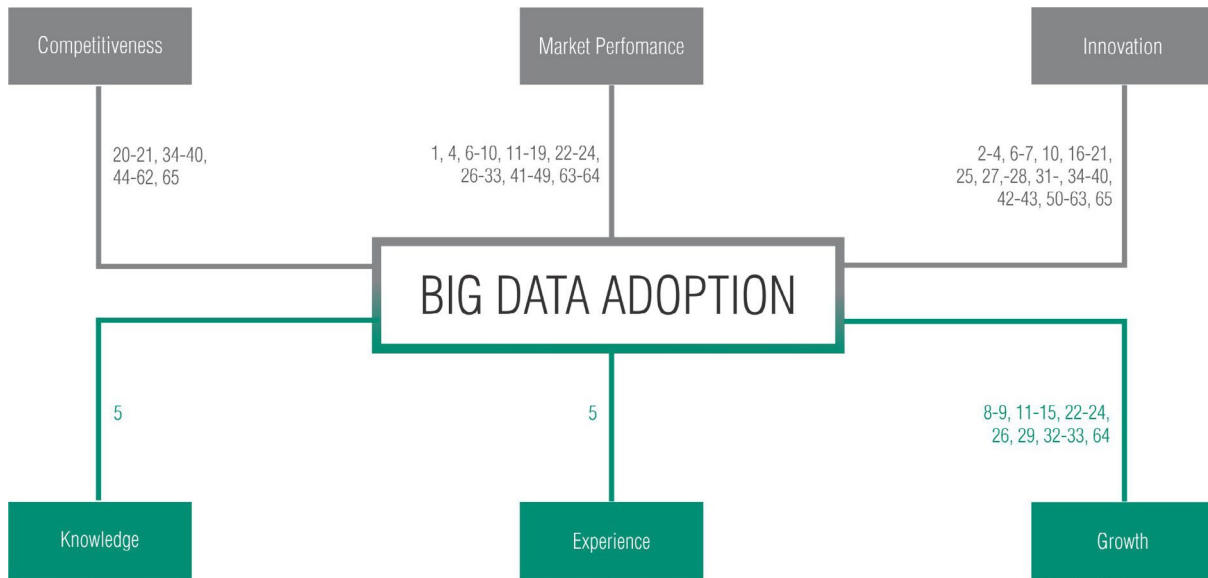 Competitiveness
Market Perfomance
Innovation
20-21, 34-40,
44-62, 65
1, 4, 6-10, 11-19, 22-24,
26-33, 41-49, 63-64
2-4, 6-7, 10, 16-21,
25, 27,-28, 31-, 34-40,
42-43, 50-63, 65
BIG DATA ADOPTION
5
5
8-9, 11-15, 22-24,
26, 29, 32-33, 64
Knowledge
Experience
Growth